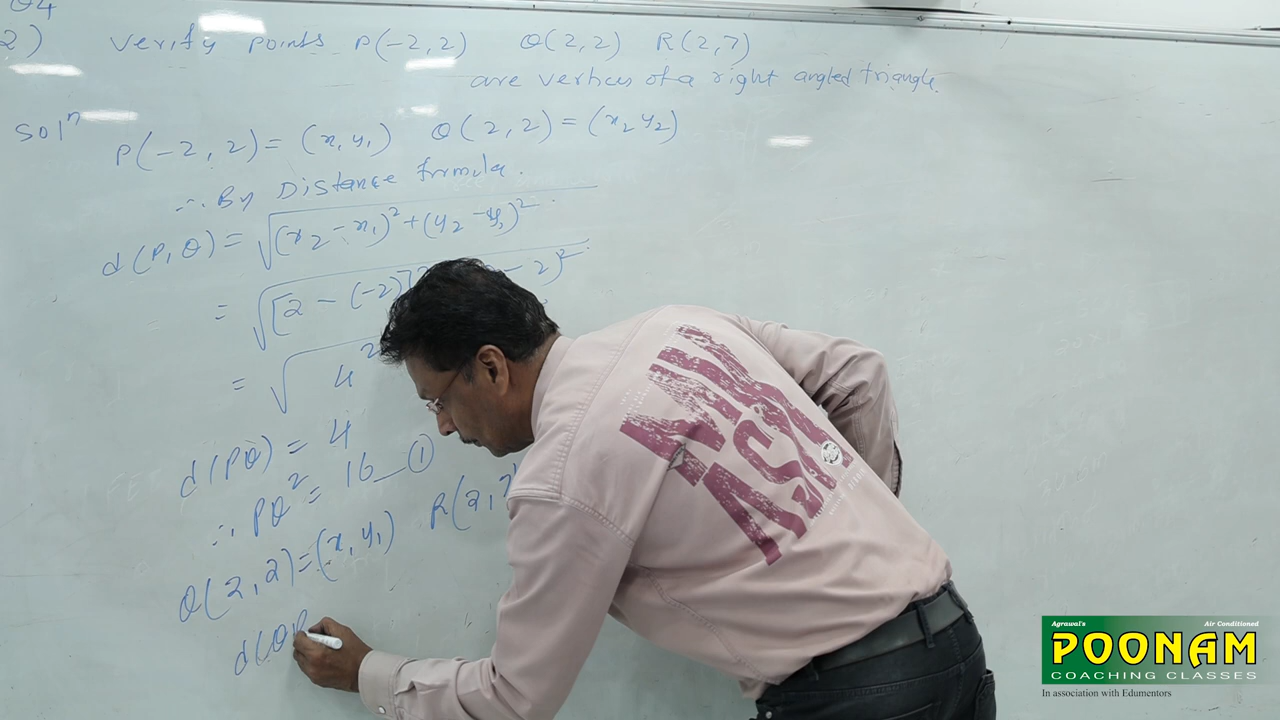 Q4
2) Verify points P(-2,2) Q(2,2) R(2,7)
are vertices of a right angled triangle.
Solⁿ P(-2,2) = (x, y₁) Q(2,2) = (x₂ y₂)
∴ By Distance formula.
d(P,Q) = √(x₂ - x₁)² + (y₂ - y₁)²
= √[2 - (-2)] - 2)²
= √4²
d(PQ) = 4
∴ PQ² = 16 — ①
Q(2,2) = (x, y₁) R(2,
d(QR
Agrawal's Air Conditioned
POONAM
COACHING CLASSES
In association with Edumentors